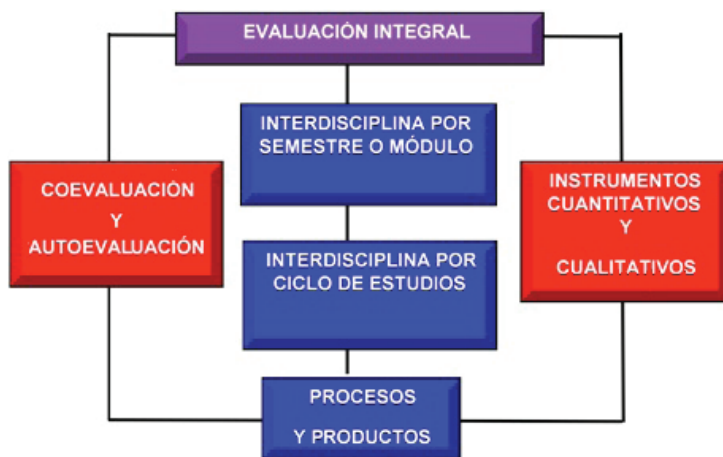 EVALUACIÓN INTEGRAL
INTERDISCIPLINA POR
SEMESTRE O MÓDULO
COEVALUACIÓN
Y
AUTOEVALUACIÓN
INSTRUMENTOS
CUANTITATIVOS
Y
CUALITATIVOS
INTERDISCIPLINA POR
CICLO DE ESTUDIOS
PROCESOS
Y PRODUCTOS